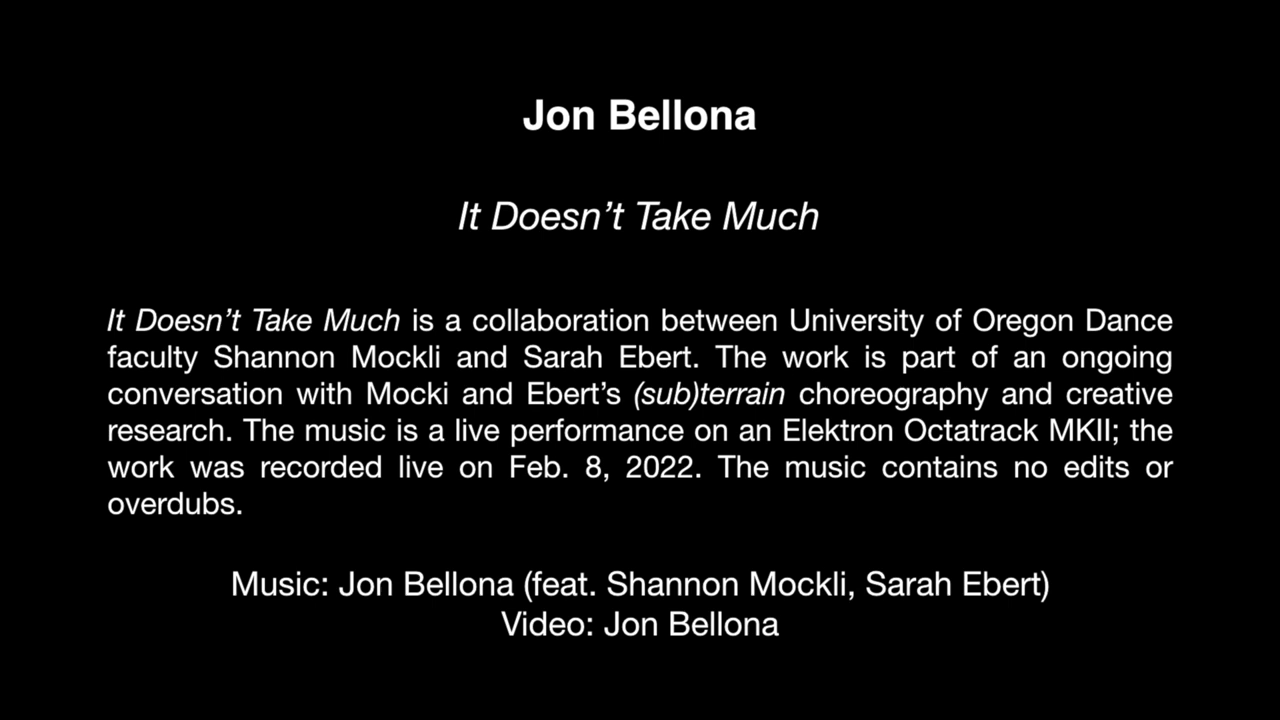 Jon Bellona
It Doesn’t Take Much
It Doesn’t Take Much is a collaboration between University of Oregon Dance
faculty Shannon Mockli and Sarah Ebert. The work is part of an ongoing
conversation with Mocki and Ebert’s (sub)terrain choreography and creative
research. The music is a live performance on an Elektron Octatrack MKII; the
work was recorded live on Feb. 8, 2022. The music contains no edits or
overdubs.
Music: Jon Bellona (feat. Shannon Mockli, Sarah Ebert)
Video: Jon Bellona